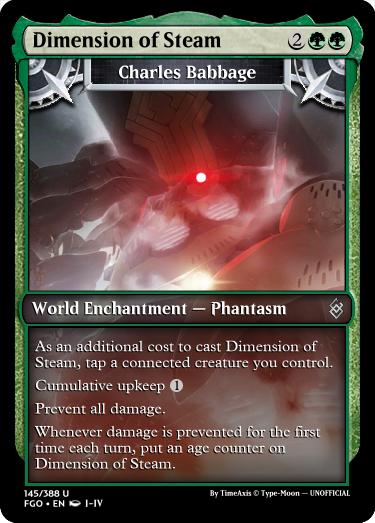 Dimension of Steam 2
Charles Babbage
World Enchantment — Phantasm
As an additional cost to cast Dimension of
Steam, tap a connected creature you control.
Cumulative upkeep 1
Prevent all damage.
Whenever damage is prevented for the first
time each turn, put an age counter on
Dimension of Steam.
145/388 U
FGO • EN I-IV
By TimeAxis © Type-Moon — UNOFFICIAL